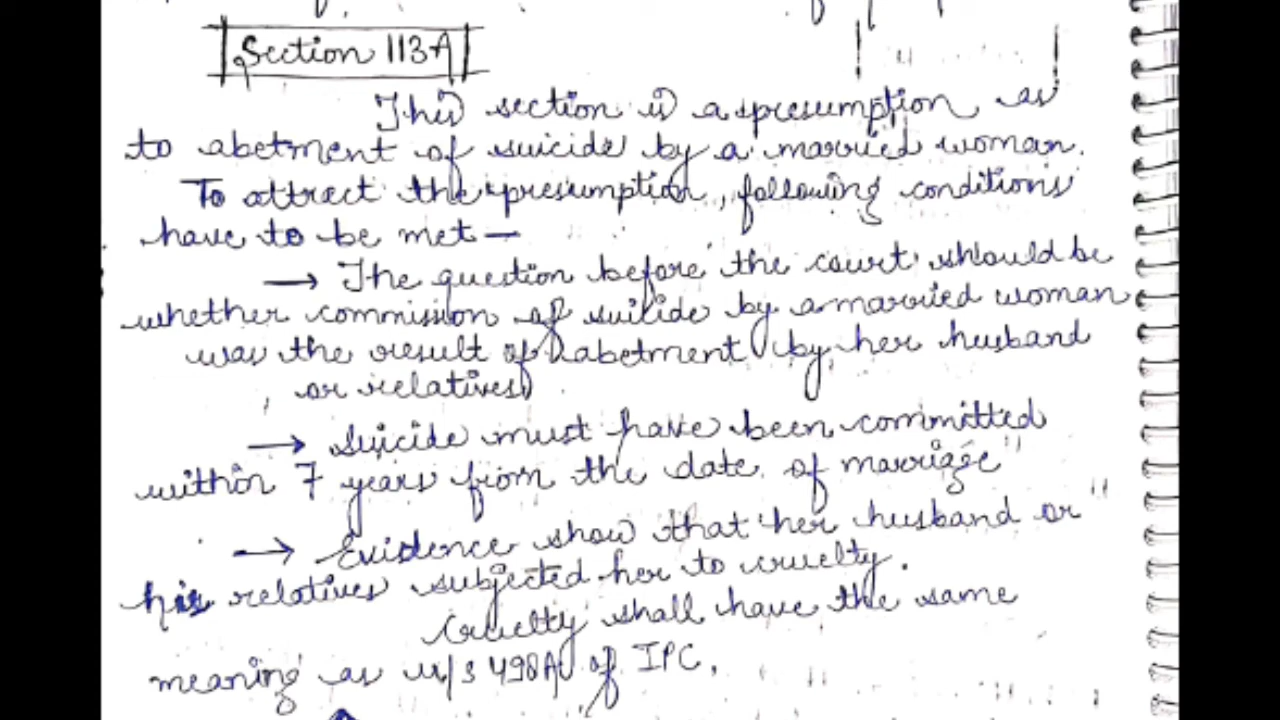 Section 113A
This section is a presumption as
to abetment of suicide by a married woman.
To attract the presumption, following conditions
have to be met —
→ The question before the court should be
whether commission of suicide by a married woman
was the result of abetment by her husband
or relatives
→ Suicide must have been committed
within 7 years from the date of marriage
→ Evidence show that her husband or
his relatives subjected her to cruelty.
Cruelty shall have the same
meaning as u/s 498A of IPC.